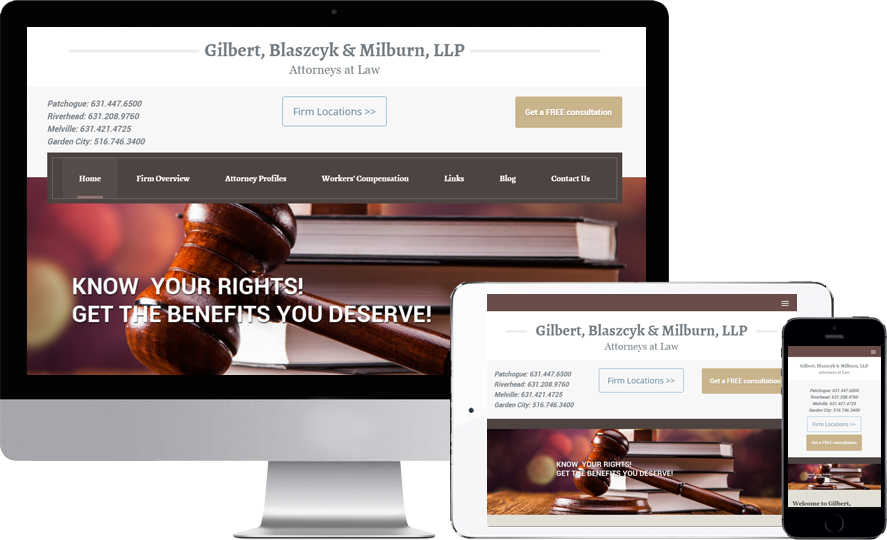 Gilbert, Blaszcyk & Milburn, LLP
Attorneys at Law
Patchogue: 631.447.6500
Riverhead: 631.208.9760
Melville: 631.421.4725
Garden City: 516.746.3400
Firm Locations >>
Get a FREE consultation
Home Firm Overview Attorney Profiles Workers' Compensation Links Blog Contact Us
KNOW YOUR RIGHTS!
GET THE BENEFITS YOU DESERVE!
Gilbert, Blaszcyk & Milburn, LLP
Attorneys at Law
Patchogue: 631.447.6500
Riverhead: 631.208.9760
Melville: 631.421.4725
Garden City: 516.746.3400
Firm Locations >>
Get a FREE consultation
KNOW YOUR RIGHTS!
GET THE BENEFITS YOU DESERVE!
Gilbert, Blaszcyk & Milburn, LLP
Attorneys at Law
Patchogue: 631.447.6500
Riverhead: 631.208.9760
Melville: 631.421.4725
Garden City: 516.746.3400
Firm Locations >>
Get a FREE consultation
Welcome to Gilbert,